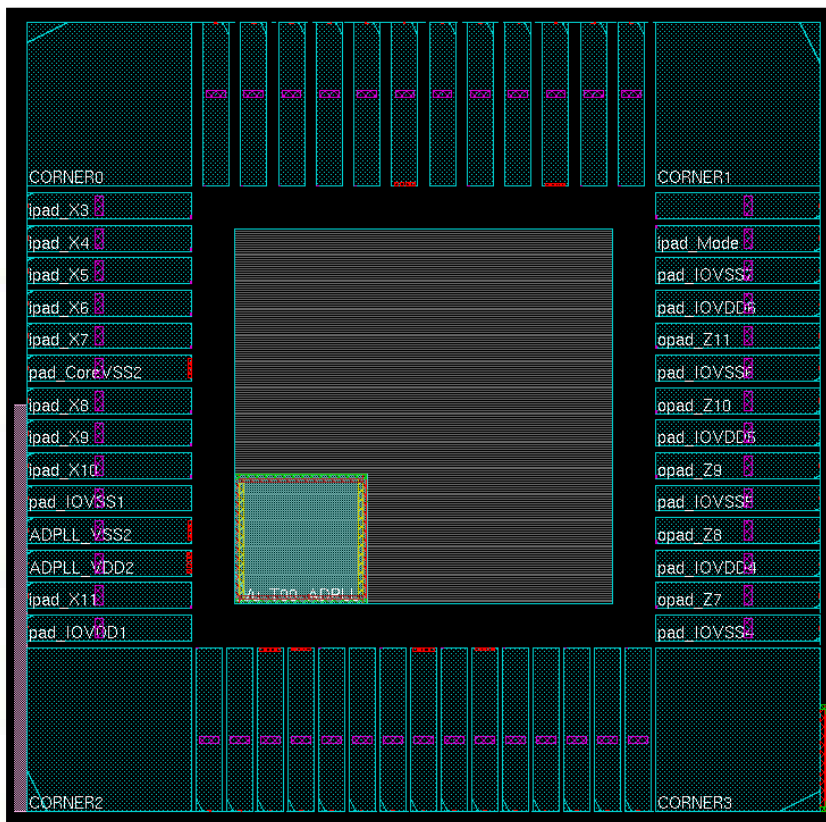 CORNER0
CORNER1
ipad_X3
ipad_X4
ipad_X5
ipad_X6
ipad_X7
pad_CoreVSS2
ipad_X8
ipad_X9
ipad_X10
pad_IOVSS1
ADPLL_VSS2
ADPLL_VDD2
ipad_X11
pad_IOVDD1
ipad_Mode
pad_IOVSS7
pad_IOVDD6
opad_Z11
pad_IOVSS6
opad_Z10
pad_IOVDD5
opad_Z9
pad_IOVSS5
opad_Z8
pad_IOVDD4
opad_Z7
pad_IOVSS4
ADPLL
CORNER2
CORNER3